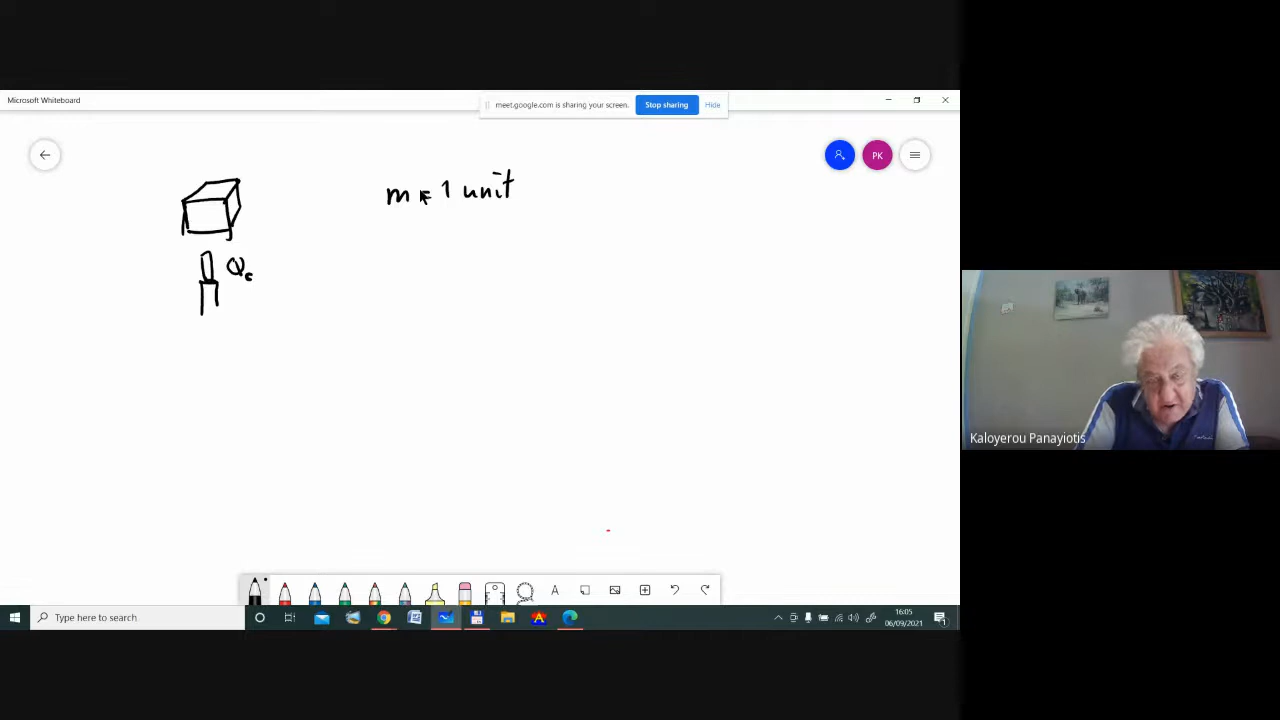 Microsoft Whiteboard
meet.google.com is sharing your screen.
Stop sharing
Hide
PK
m = 1 unit
Qc
Kaloyerou Panayiotis
A
Type here to search
16:05
06/09/2021